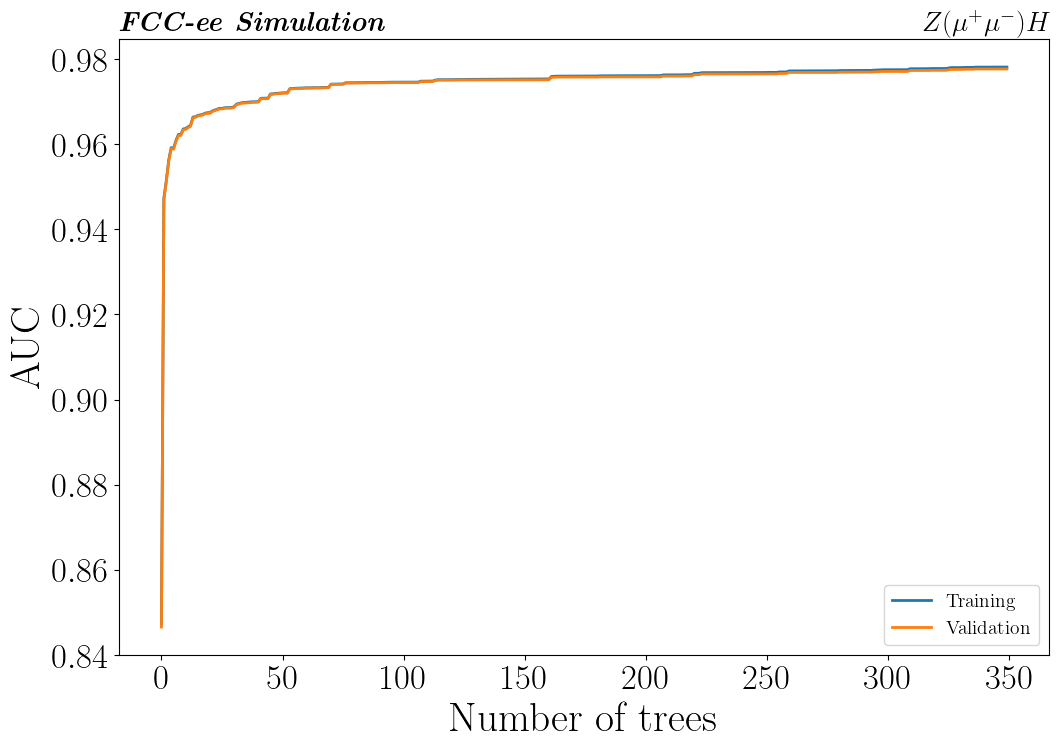 FCC-ee Simulation
Z(μ⁺μ⁻)H
AUC
0.98
0.96
0.94
0.92
0.90
0.88
0.86
0.84
0 50 100 150 200 250 300 350
Number of trees
Training
Validation